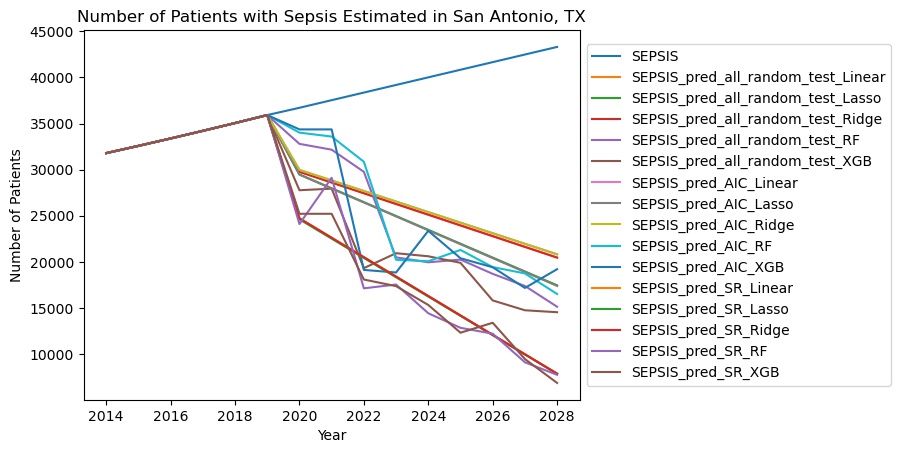 Number of Patients with Sepsis Estimated in San Antonio, TX
45000
40000
35000
30000
25000
20000
15000
10000
Number of Patients
2014 2016 2018 2020 2022 2024 2026 2028
Year
SEPSIS
SEPSIS_pred_all_random_test_Linear
SEPSIS_pred_all_random_test_Lasso
SEPSIS_pred_all_random_test_Ridge
SEPSIS_pred_all_random_test_RF
SEPSIS_pred_all_random_test_XGB
SEPSIS_pred_AIC_Linear
SEPSIS_pred_AIC_Lasso
SEPSIS_pred_AIC_Ridge
SEPSIS_pred_AIC_RF
SEPSIS_pred_AIC_XGB
SEPSIS_pred_SR_Linear
SEPSIS_pred_SR_Lasso
SEPSIS_pred_SR_Ridge
SEPSIS_pred_SR_RF
SEPSIS_pred_SR_XGB